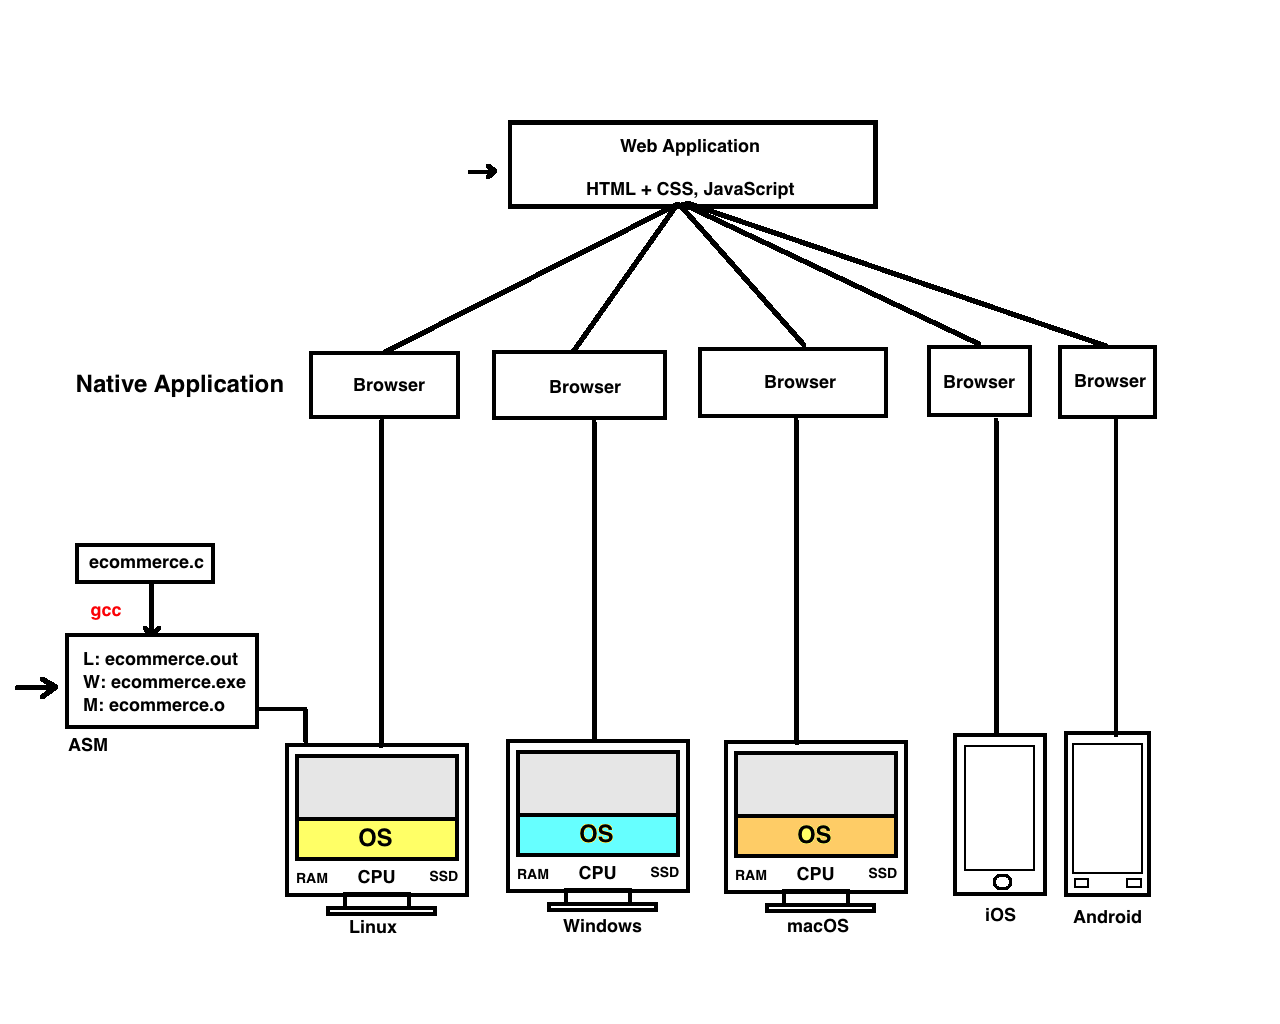 Web Application
HTML + CSS, JavaScript
Native Application
Browser
Browser
Browser
Browser
Browser
ecommerce.c
gcc
L: ecommerce.out
W: ecommerce.exe
M: ecommerce.o
ASM
OS
RAM
CPU
SSD
Linux
OS
RAM
CPU
SSD
Windows
OS
RAM
CPU
SSD
macOS
iOS
Android